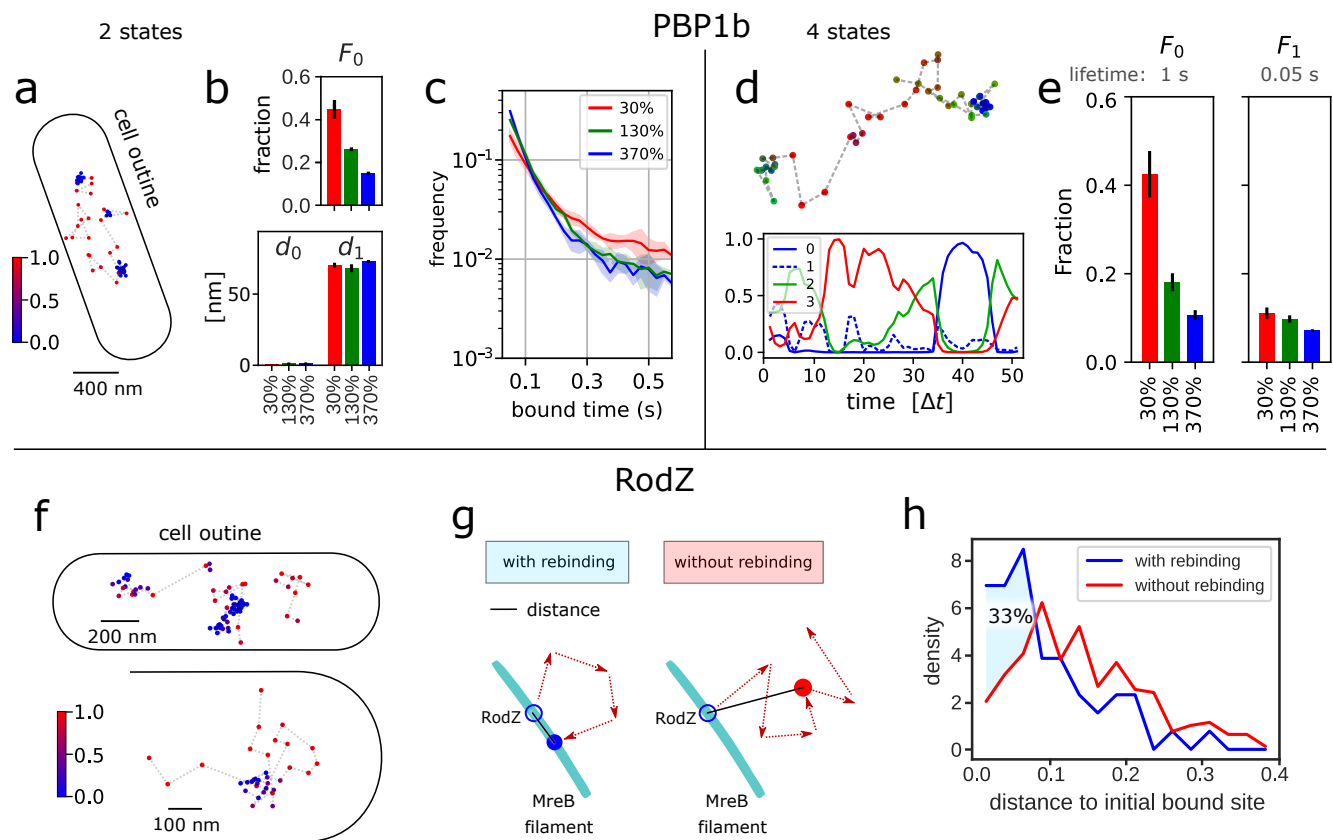 PBP1b
2 states
4 states
a
cell outine
1.0
0.5
0.0
400 nm
b
F0
fraction
0.6
0.4
0.2
0.0
d0
d1
[nm]
50
0
30%
130%
370%
30%
130%
370%
c
frequency
10−1
10−2
10−3
30%
130%
370%
0.1
0.3
0.5
bound time (s)
d
1.0
0.5
0.0
0
1
2
3
0
10
20
30
40
50
time [Δt]
e
F0
F1
lifetime: 1 s
0.05 s
Fraction
0.6
0.4
0.2
0.0
30%
130%
370%
30%
130%
370%
RodZ
f
cell outine
200 nm
1.0
0.5
0.0
100 nm
g
with rebinding
without rebinding
distance
RodZ
RodZ
MreB
filament
MreB
filament
h
density
8
6
4
2
0
with rebinding
without rebinding
33%
0.1
0.2
0.3
0.4
distance to initial bound site